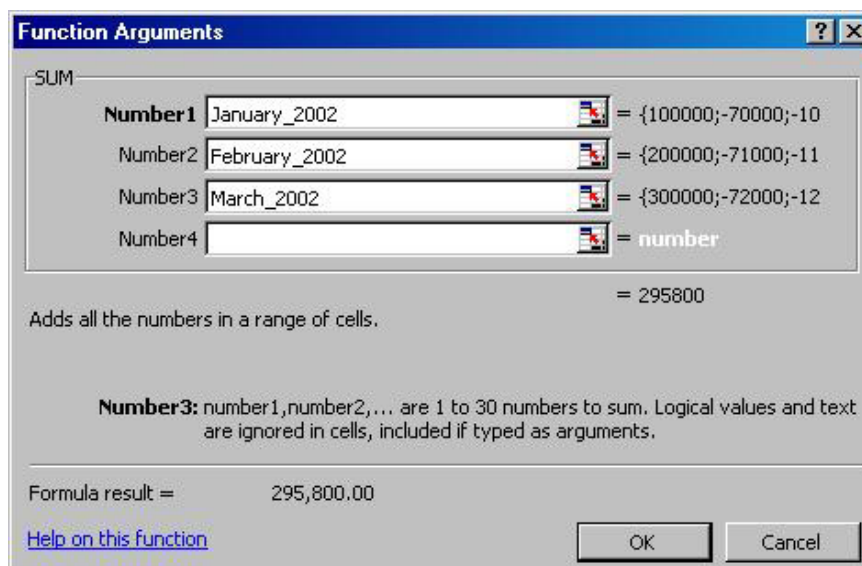 Function Arguments
SUM
Number1 January_2002 = {100000;-70000;-10
Number2 February_2002 = {200000;-71000;-11
Number3 March_2002 = {300000;-72000;-12
Number4 = number
= 295800
Adds all the numbers in a range of cells.
Number3: number1,number2,... are 1 to 30 numbers to sum. Logical values and text
are ignored in cells, included if typed as arguments.
Formula result = 295,800.00
Help on this function OK Cancel